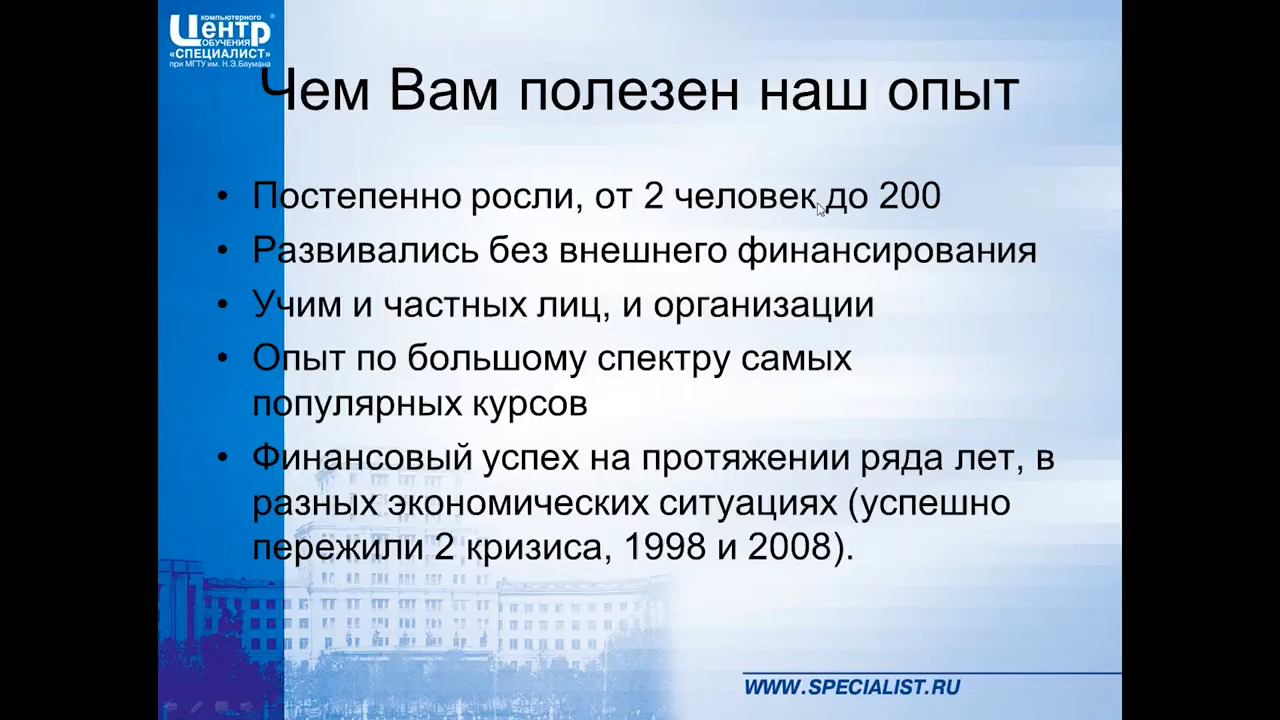 компьютерного
Центр
ОБУЧЕНИЯ
«СПЕЦИАЛИСТ»
при МГТУ им. Н.Э.Баумана
Чем Вам полезен наш опыт
• Постепенно росли, от 2 человек до 200
• Развивались без внешнего финансирования
• Учим и частных лиц, и организации
• Опыт по большому спектру самых
популярных курсов
• Финансовый успех на протяжении ряда лет, в
разных экономических ситуациях (успешно
пережили 2 кризиса, 1998 и 2008).
WWW.SPECIALIST.RU